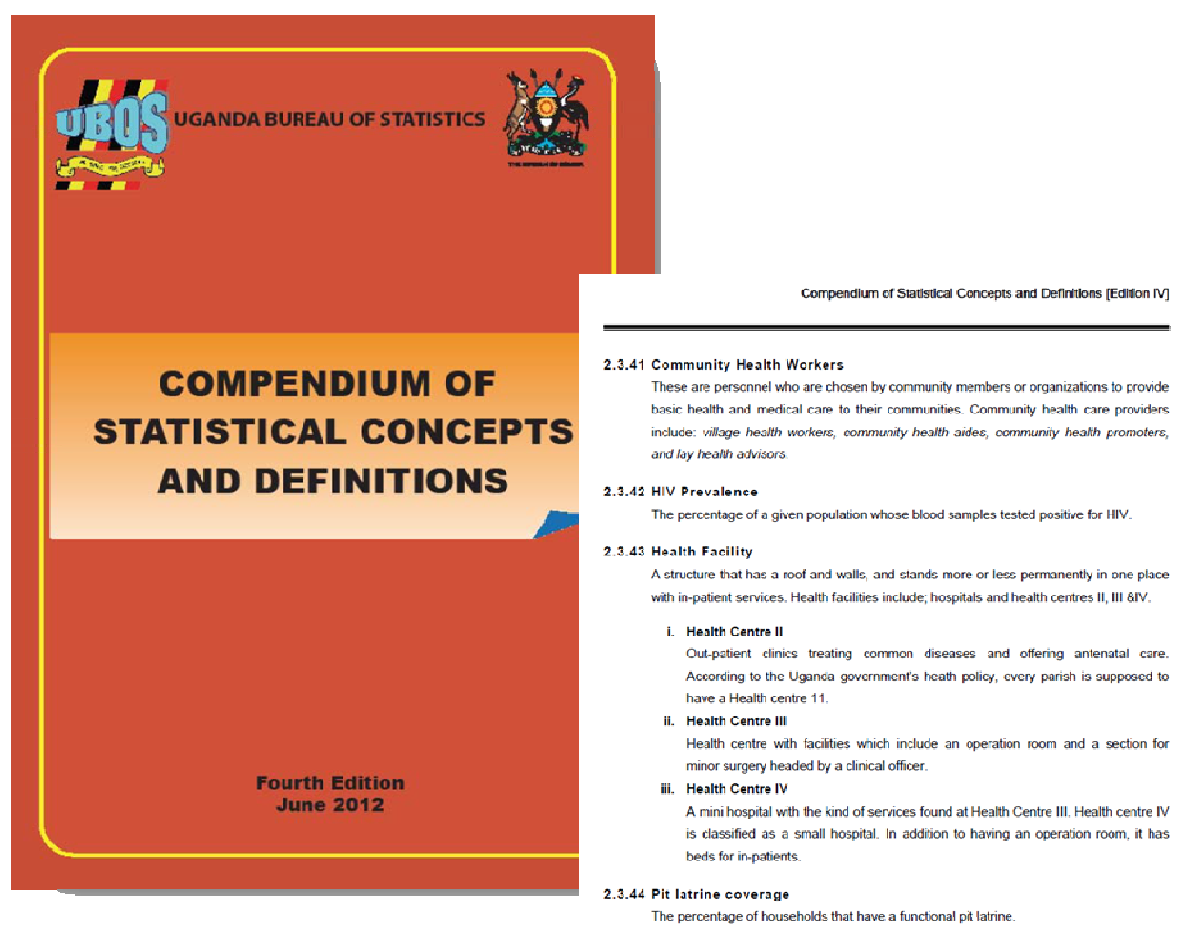 UBOS
UGANDA BUREAU OF STATISTICS
COMPENDIUM OF
STATISTICAL CONCEPTS
AND DEFINITIONS
Fourth Edition
June 2012
Compendium of Statistical Concepts and Definitions [Edition IV]
2.3.41 Community Health Workers
These are personnel who are chosen by community members or organizations to provide
basic health and medical care to their communities. Community health care providers
include: village health workers, community health aides, community health promoters,
and lay health advisors.
2.3.42 HIV Prevalence
The percentage of a given population whose blood samples tested positive for HIV.
2.3.43 Health Facility
A structure that has a roof and walls, and stands more or less permanently in one place
with in-patient services. Health facilities include; hospitals and health centres II, III &IV.
i. Health Centre II
Out-patient clinics treating common diseases and offering antenatal care.
According to the Uganda government's heath policy, every parish is supposed to
have a Health centre 11.
ii. Health Centre III
Health centre with facilities which include an operation room and a section for
minor surgery headed by a clinical officer.
iii. Health Centre IV
A mini hospital with the kind of services found at Health Centre III. Health centre IV
is classified as a small hospital. In addition to having an operation room, it has
beds for in-patients.
2.3.44 Pit latrine coverage
The percentage of households that have a functional pit latrine.